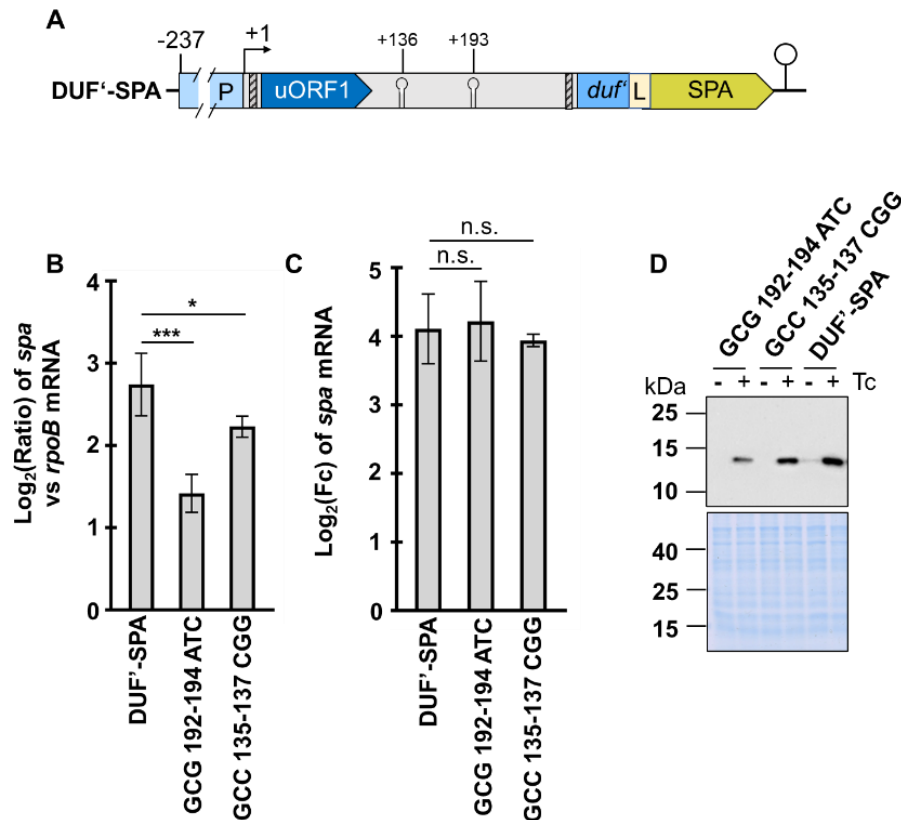 A
-237
+1
+136
+193
DUF‘-SPA
P
uORF1
duf‘
L
SPA
B
Log2(Ratio) of spa
vs rpoB mRNA
4
3
2
1
0
***
*
DUF’-SPA
GCG 192-194 ATC
GCC 135-137 CGG
C
Log2(Fc) of spa mRNA
5
4
3
2
1
0
n.s.
n.s.
DUF’-SPA
GCG 192-194 ATC
GCC 135-137 CGG
D
GCG 192-194 ATC
GCC 135-137 CGG
DUF’-SPA
kDa
- + - + - + Tc
25
15
10
40
25
15